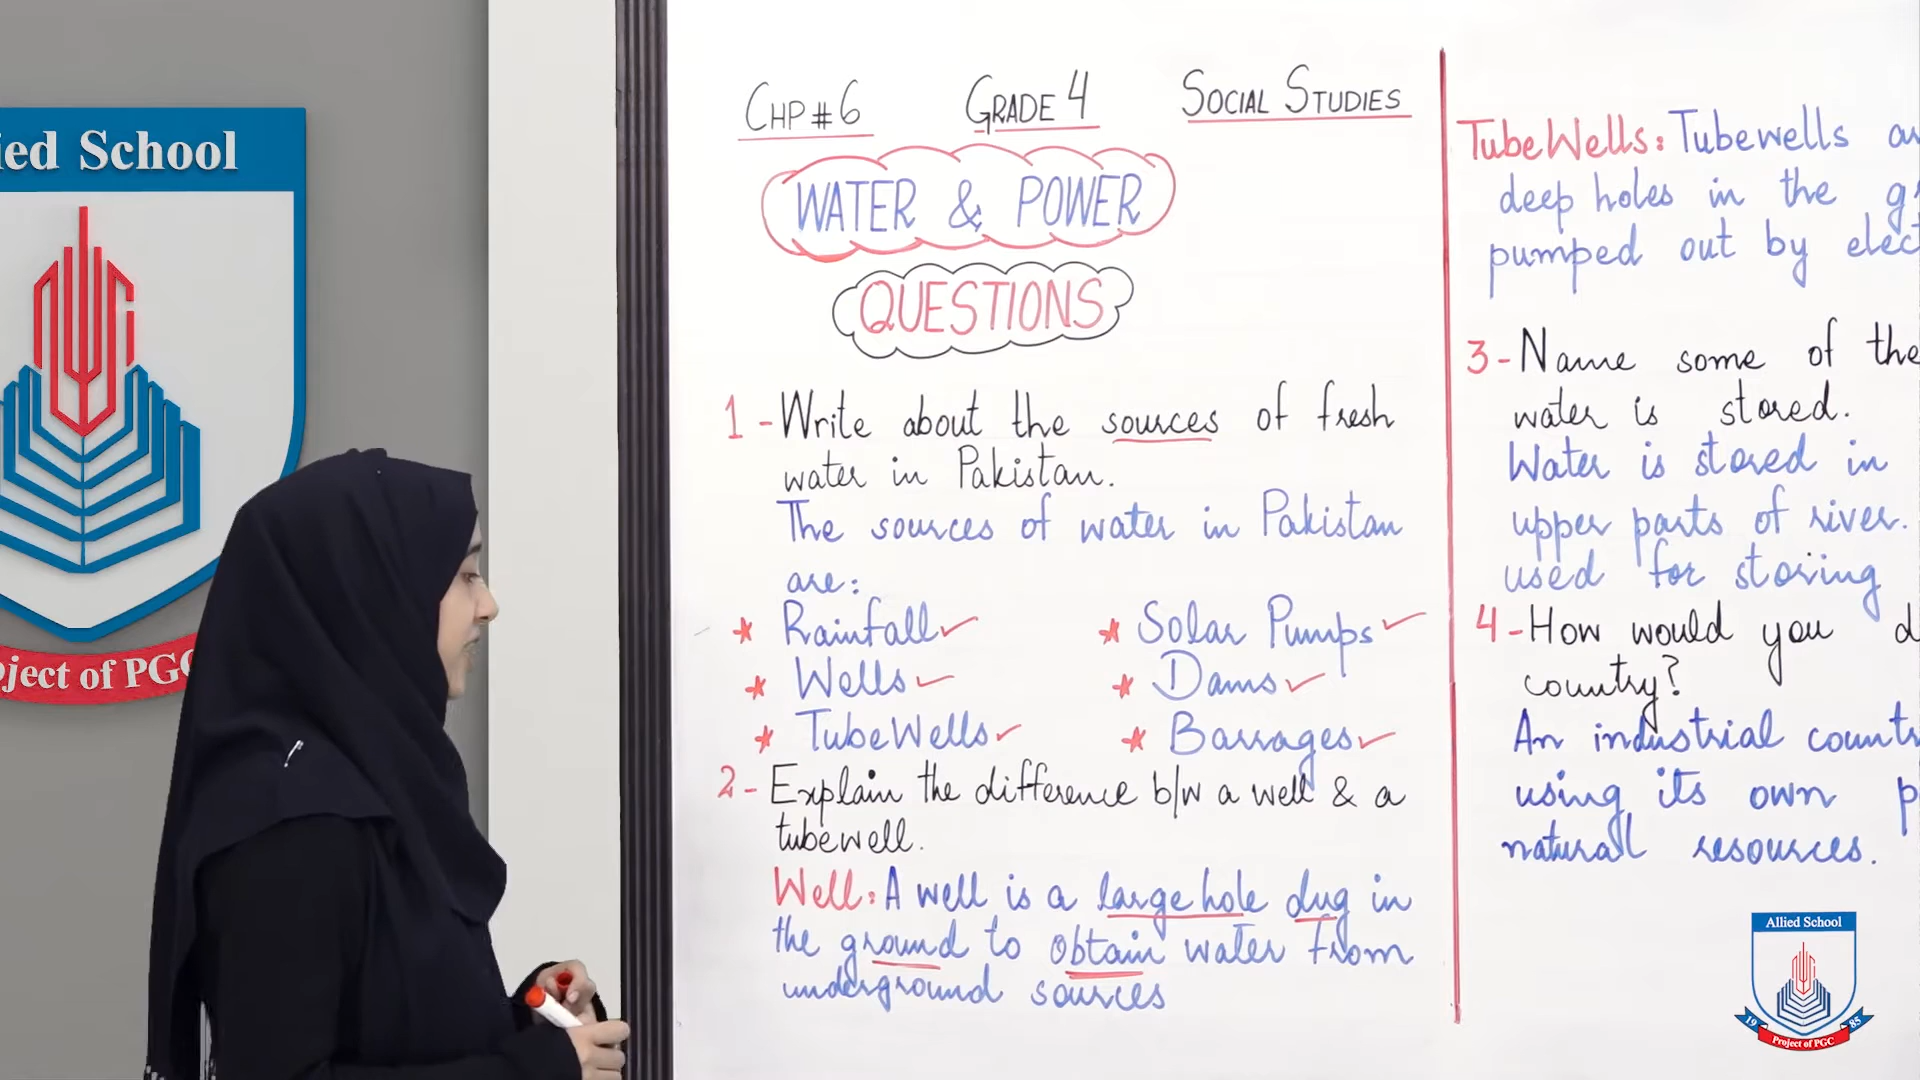 ied School
oject of PGC
CHP # 6 GRADE 4 SOCIAL STUDIES
WATER & POWER
QUESTIONS
1 - Write about the sources of fresh
water in Pakistan.
The sources of water in Pakistan
are:
Rainfall
Solar Pumps
Wells
Dams
TubeWells
Barrages
2 - Explain the difference b/w a well & a
tubewell.
Well: A well is a large hole dug in
the ground to obtain water from
underground sources
TubeWells: Tubewells a
deep holes in the g
pumped out by elect
3 - Name some of the
water is stored.
Water is stored in
upper parts of river.
used for storing
4 - How would you d
country?
An industrial count
using its own p
natural resources.
Allied School
19 85
Project of PGC